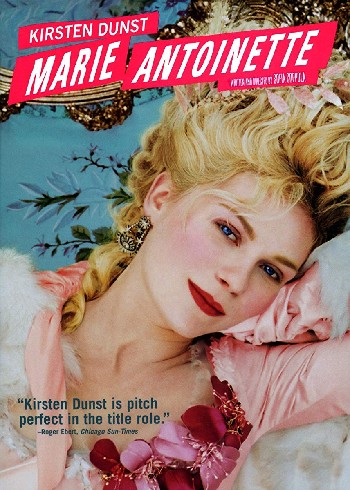 KIRSTEN DUNST
MARIE ANTOINETTE
"Kirsten Dunst is pitch
perfect in the title role."
–Roger Ebert, Chicago Sun-Times